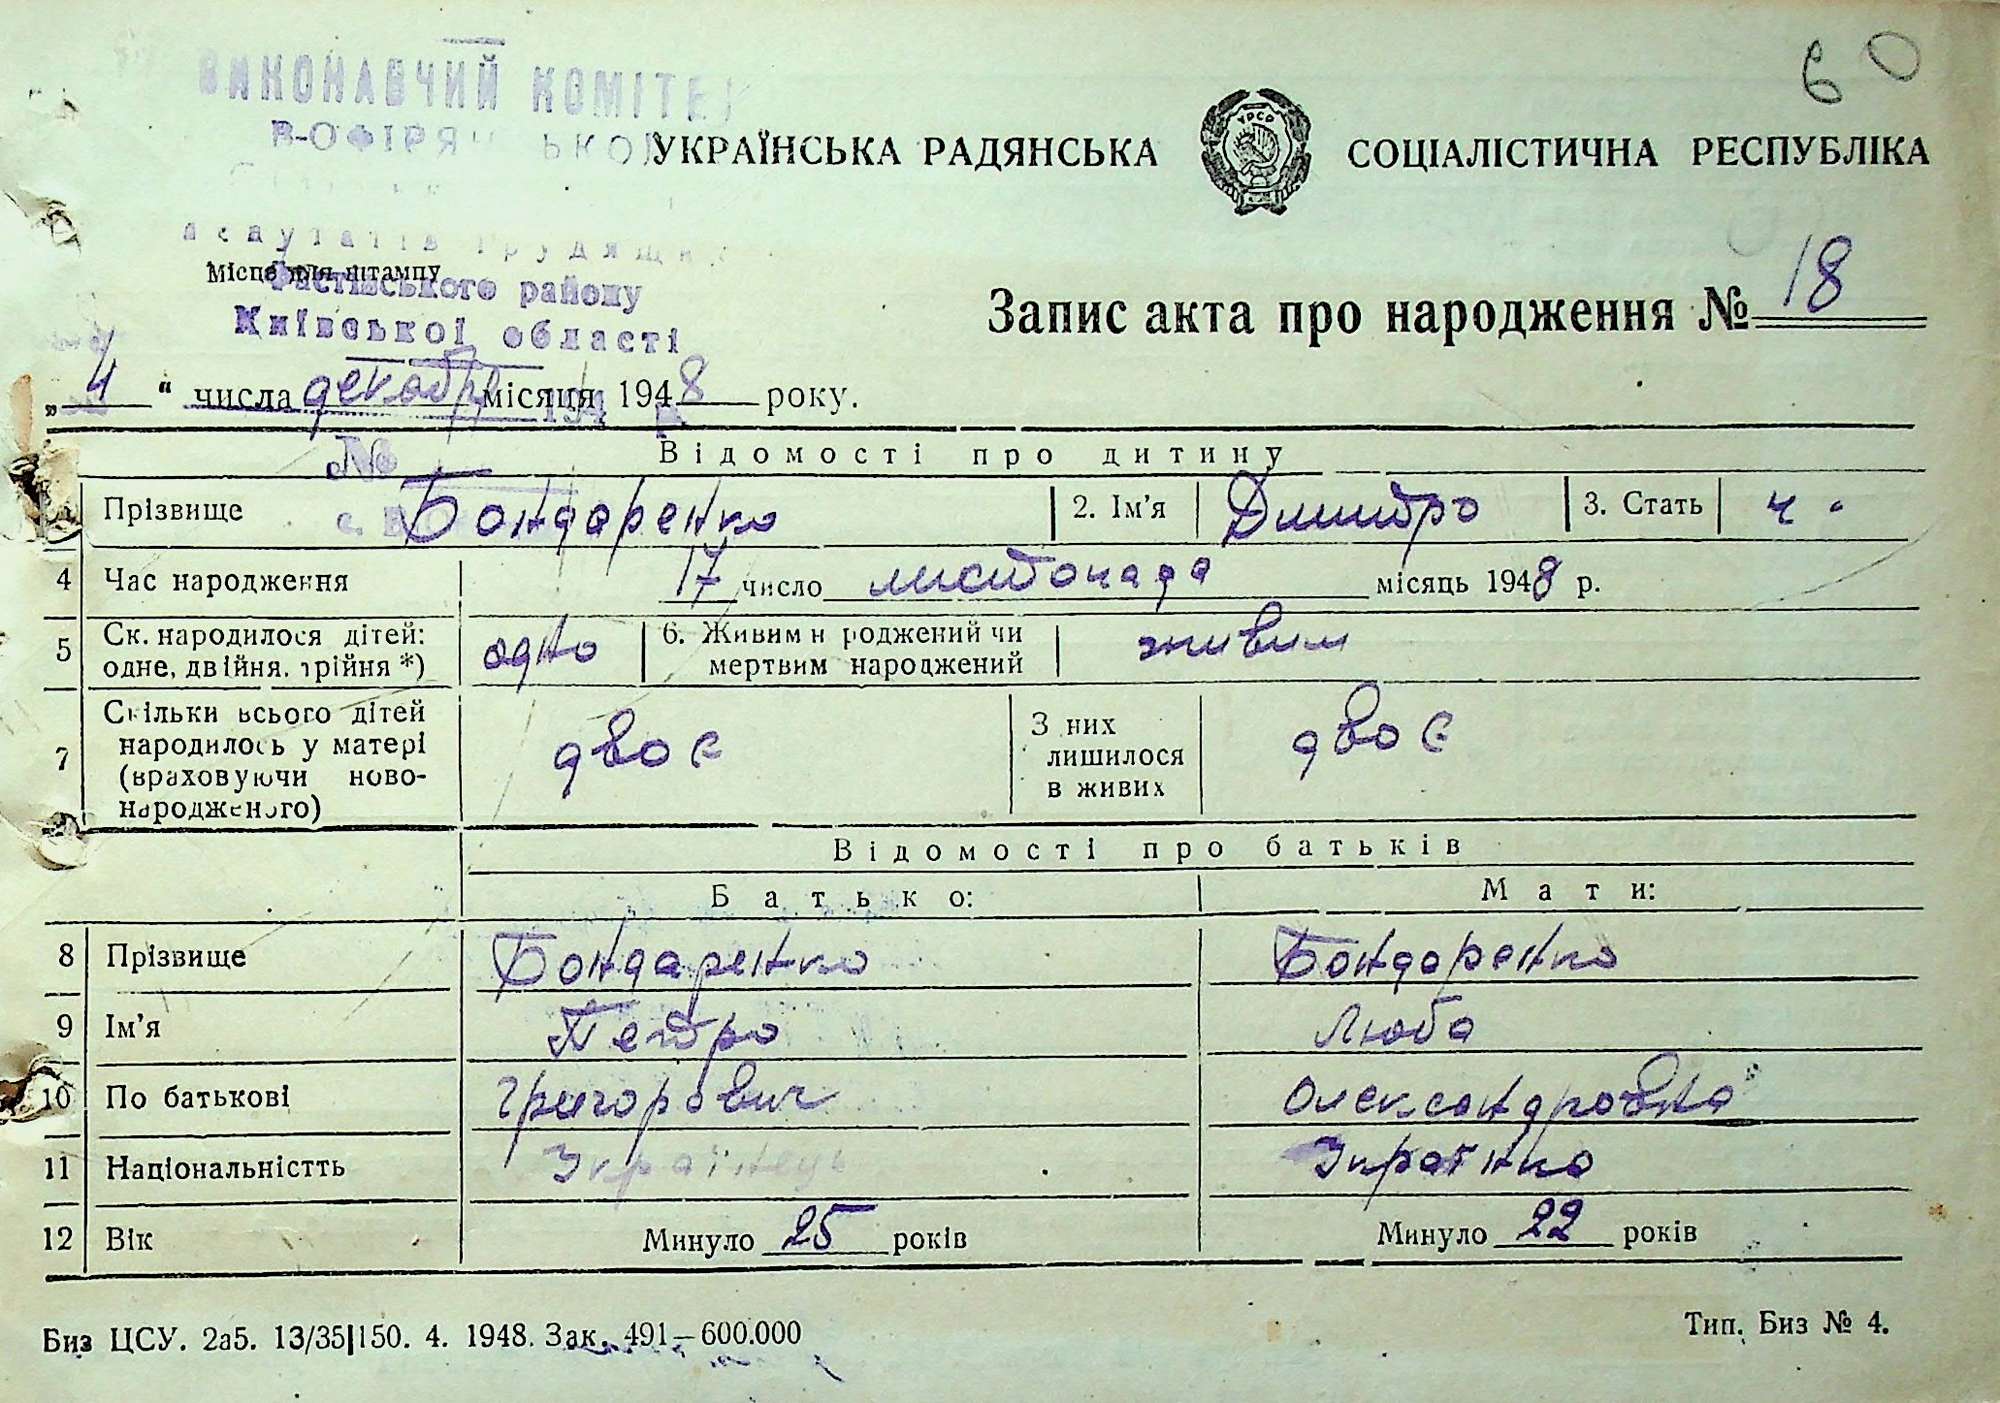 60
ВИКОНАВЧИЙ КОМІТЕТ
УКРАЇНСЬКА РАДЯНСЬКА СОЦІАЛІСТИЧНА РЕСПУБЛІКА
депутатів трудящих
Місце для штампу
Фастівського району
Київської області
Запис акта про народження № 18
„ 4 “ числа декабря місяця 1948 року.
194 р.
№
Відомості про дитину
Прізвище Бондаренко 2. Ім'я Дмитро 3. Стать ч.
4 Час народження 17 число листопада місяць 1948 р.
5 Ск. народилося дітей: одно 6. Живим н роджений чи живим
одне, двійня, трійня *) мертвим народжений
7 Скільки всього дітей двоє З них двоє
народилось у матері лишилося
(враховуючи ново- в живих
народженого)
Відомості про батьків
Батько: Мати:
8 Прізвище Бондаренко Бондаренко
9 Ім'я Петро Люба
10 По батькові Григорович Олександровна
11 Національністть Українець Українка
12 Вік Минуло 25 років Минуло 22 років
Биз ЦСУ. 2а5. 13/35|150. 4. 1948. Зак. 491—600.000 Тип. Биз № 4.